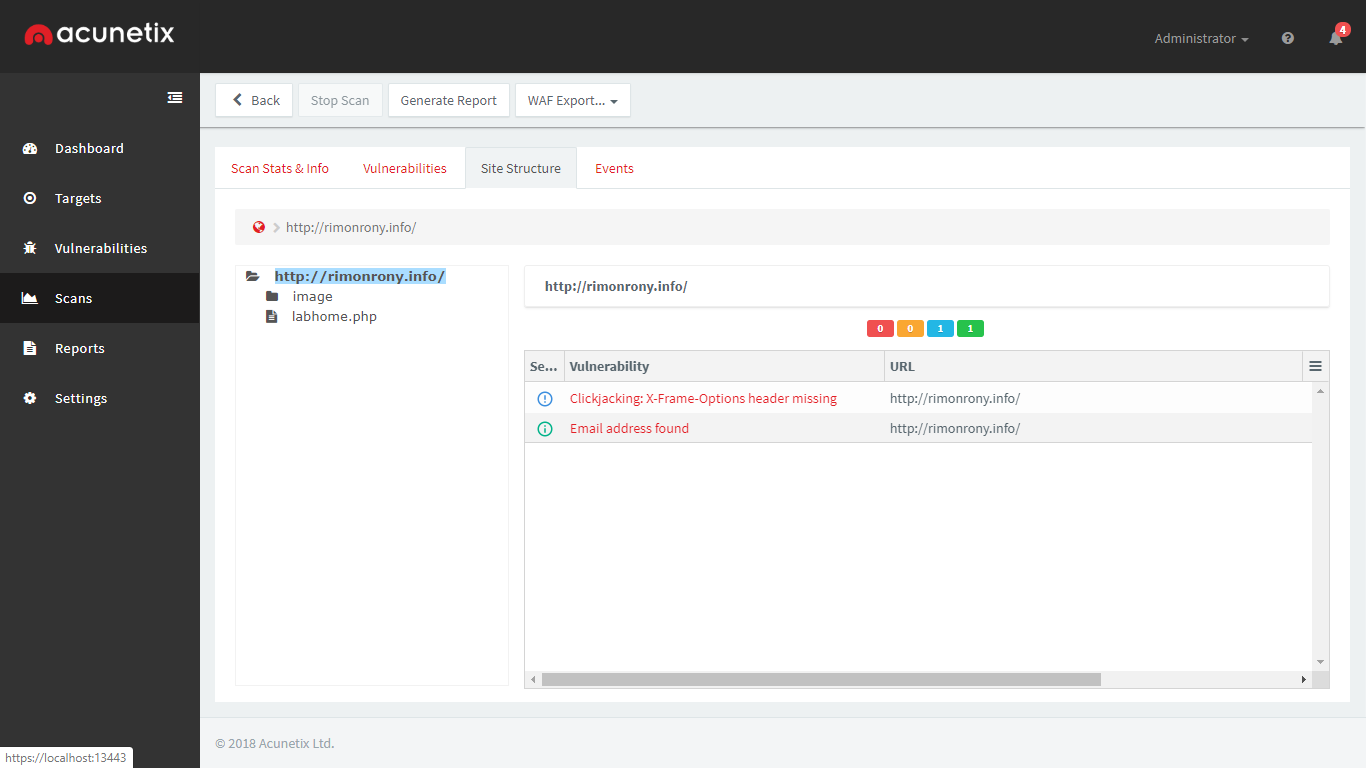 acunetix
Administrator
4
Back
Stop Scan
Generate Report
WAF Export...
Dashboard
Targets
Vulnerabilities
Scans
Reports
Settings
Scan Stats & Info
Vulnerabilities
Site Structure
Events
http://rimonrony.info/
http://rimonrony.info/
image
labhome.php
http://rimonrony.info/
0 0 1 1
Se... Vulnerability URL
Clickjacking: X-Frame-Options header missing http://rimonrony.info/
Email address found http://rimonrony.info/
© 2018 Acunetix Ltd.
https://localhost:13443